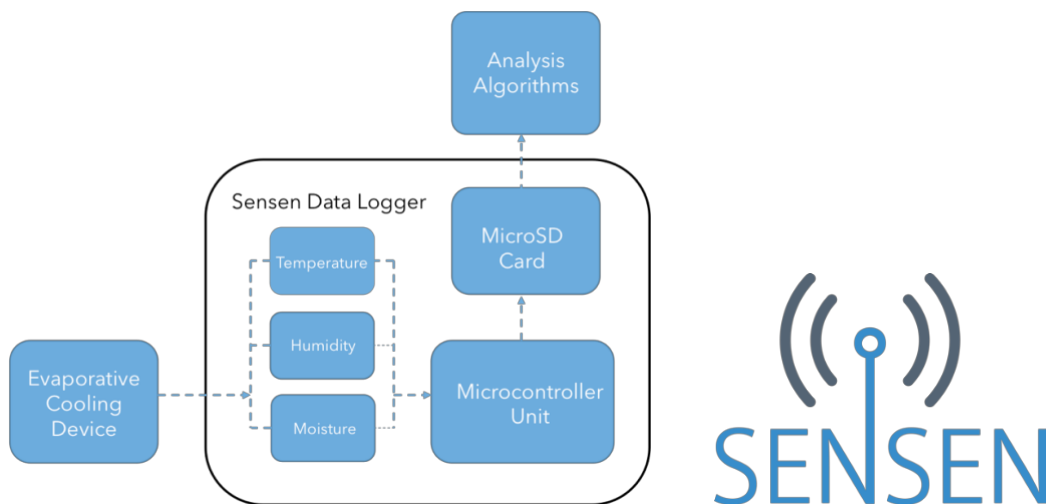 Analysis
Algorithms
Sensen Data Logger
Temperature
Humidity
Moisture
MicroSD
Card
Microcontroller
Unit
Evaporative
Cooling
Device
SENSEN